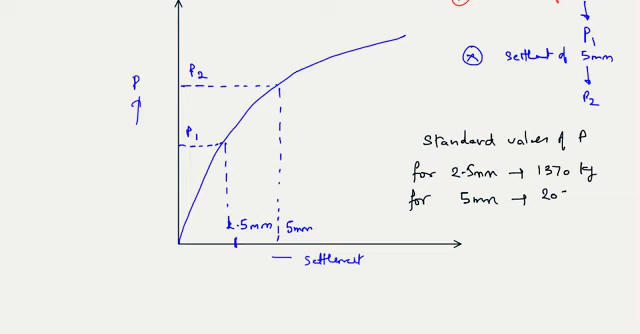 P1
settlent of 5mm
P2
P
P2
P1
2.5mm
5mm
settlement
Standard values of P
for 2.5mm → 1370 kg
for 5mm → 20